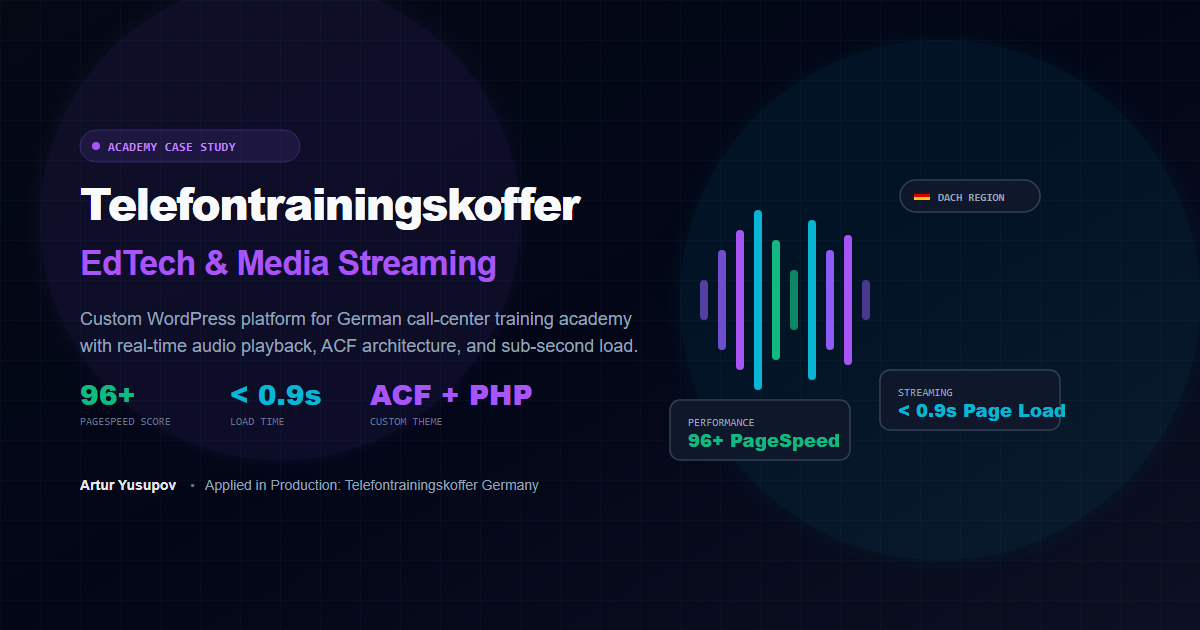 ACADEMY CASE STUDY
Telefontrainingskoffer
EdTech & Media Streaming
Custom WordPress platform for German call-center training academy
with real-time audio playback, ACF architecture, and sub-second load.
96+
PAGESPEED SCORE
< 0.9s
LOAD TIME
ACF + PHP
CUSTOM THEME
Artur Yusupov • Applied in Production: Telefontrainingskoffer Germany
DACH REGION
PERFORMANCE
96+ PageSpeed
STREAMING
< 0.9s Page Load